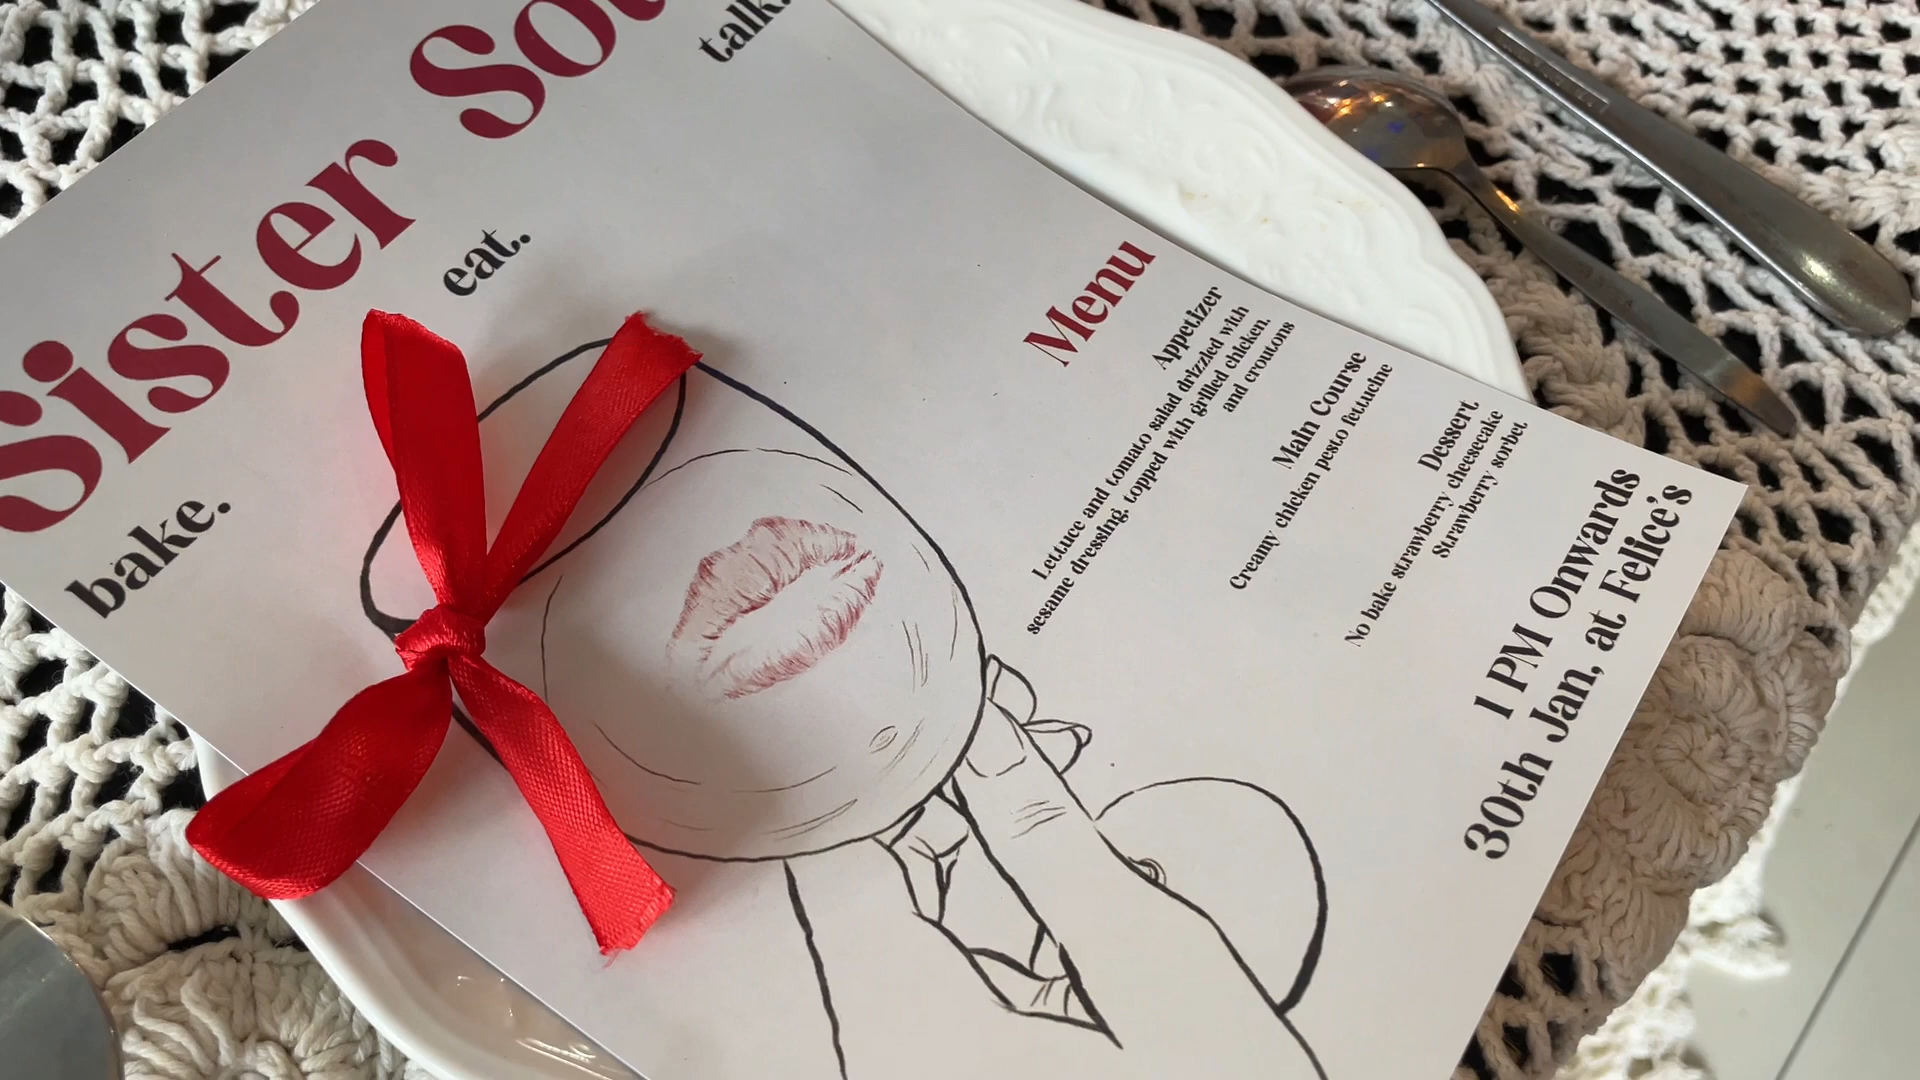 Sister
bake.
eat.
talk.
Menu
Appetizer
Lettuce and tomato salad drizzled with
sesame dressing, topped with grilled chicken,
and croutons
Main Course
Creamy chicken pesto fettucine
Dessert
No bake strawberry cheesecake
Strawberry sorbet
1 PM Onwards
30th Jan, at Felice's